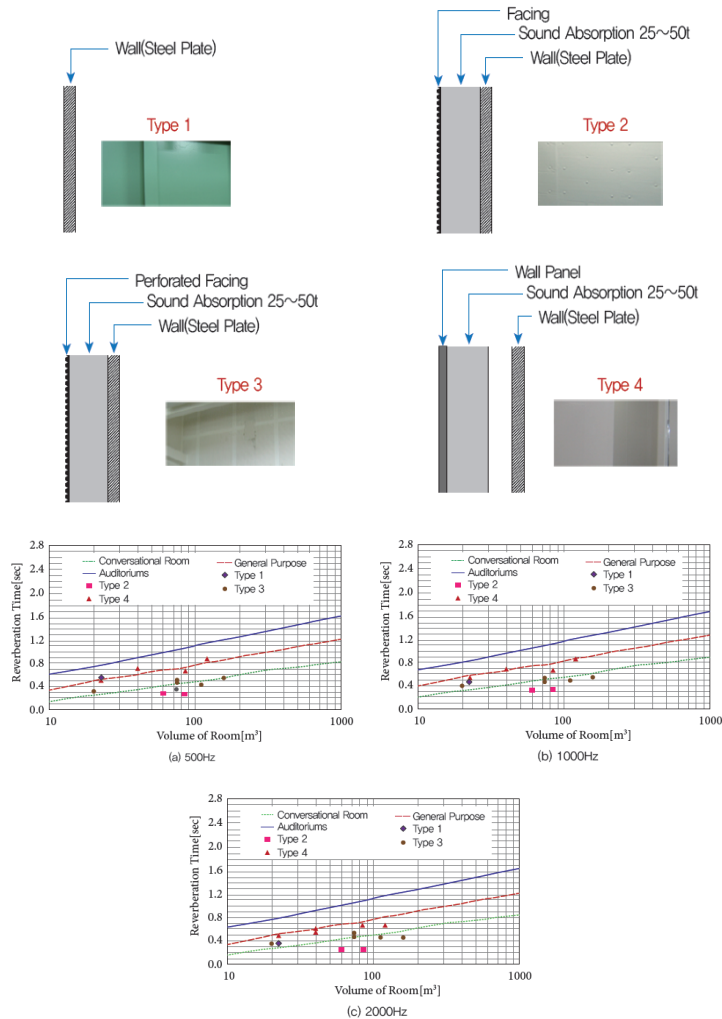 Wall(Steel Plate)
Type 1
Facing
Sound Absorption 25～50t
Wall(Steel Plate)
Type 2
Perforated Facing
Sound Absorption 25～50t
Wall(Steel Plate)
Type 3
Wall Panel
Sound Absorption 25～50t
Wall(Steel Plate)
Type 4
Reverberation Time[sec]
2.8
2.4
2.0
1.6
1.2
0.8
0.4
0.0
Conversational Room
General Purpose
Auditoriums
Type 1
Type 2
Type 3
Type 4
10
100
1000
Volume of Room[m³]
(a) 500Hz
Reverberation Time[sec]
2.8
2.4
2.0
1.6
1.2
0.8
0.4
0.0
Conversational Room
General Purpose
Auditoriums
Type 1
Type 2
Type 3
Type 4
10
100
1000
Volume of Room[m³]
(b) 1000Hz
Reverberation Time[sec]
2.8
2.4
2.0
1.6
1.2
0.8
0.4
0.0
Conversational Room
General Purpose
Auditoriums
Type 1
Type 2
Type 3
Type 4
10
100
1000
Volume of Room[m³]
(c) 2000Hz